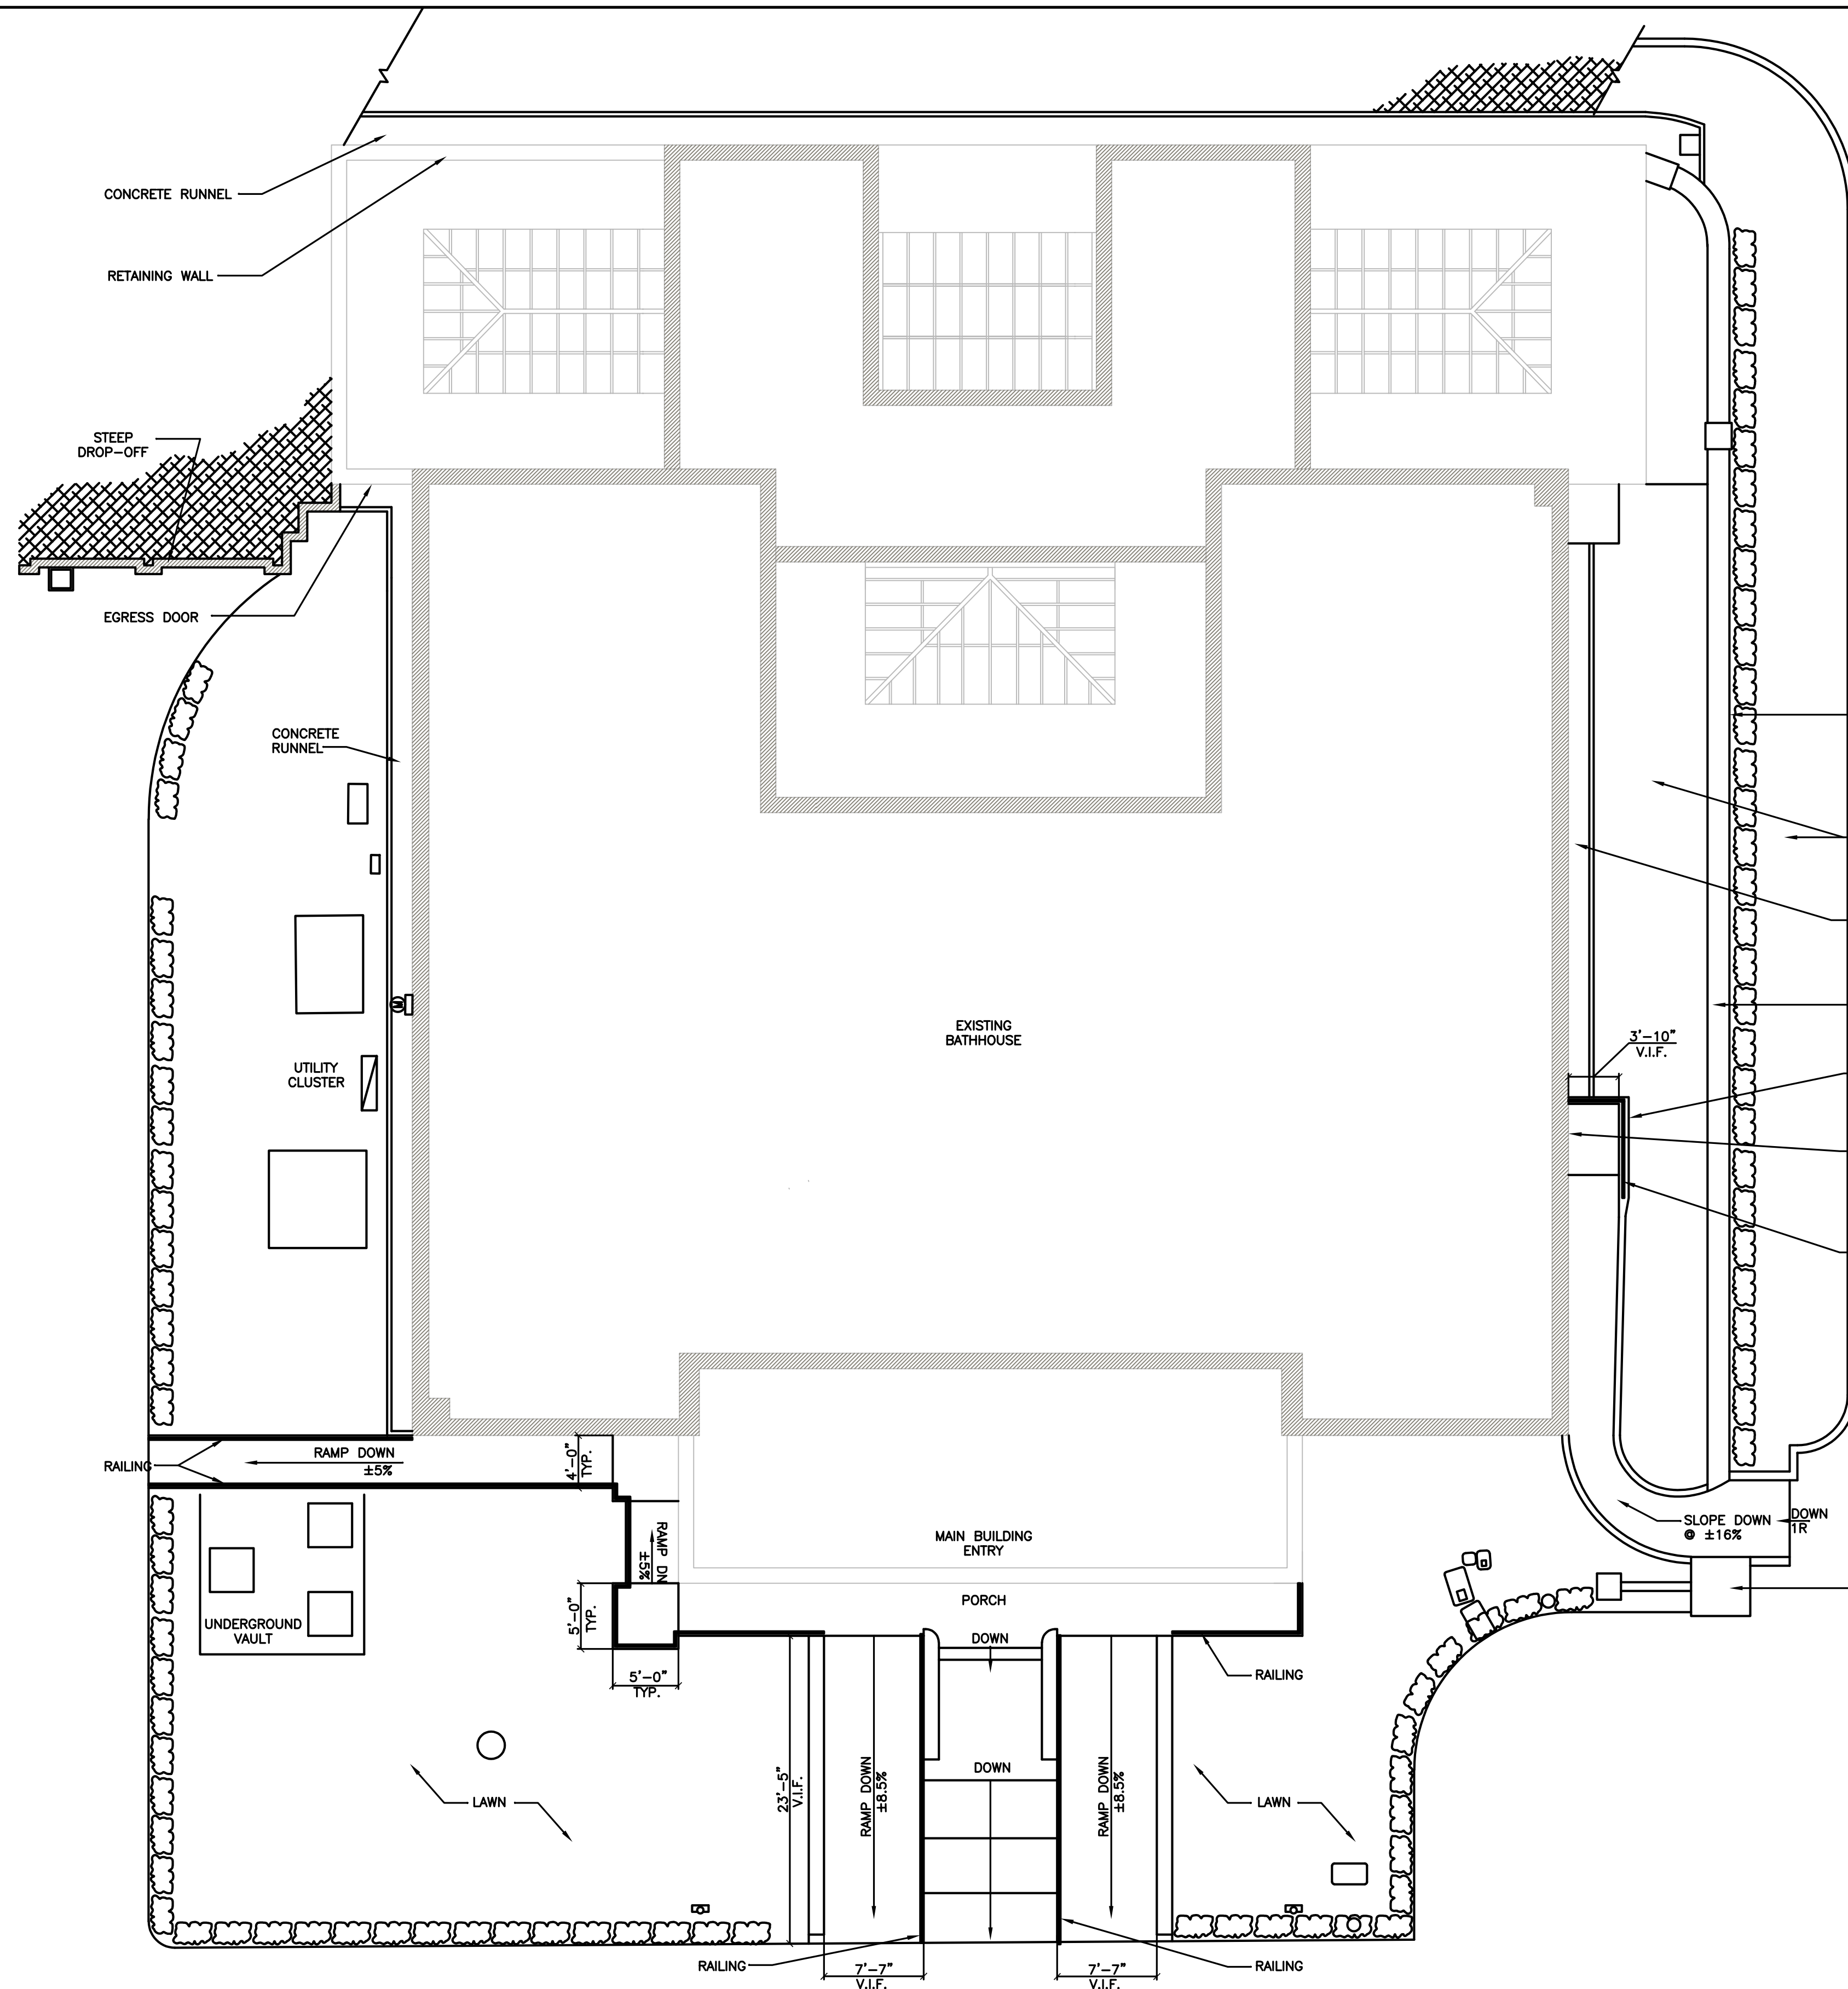 CONCRETE RUNNEL
RETAINING WALL
STEEP
DROP-OFF
EGRESS DOOR
CONCRETE
RUNNEL
EXISTING
BATHHOUSE
3'-10"
V.I.F.
UTILITY
CLUSTER
M
RAILING
RAMP DOWN
±5%
4'-0"
TYP.
RAMP DN
±5%
MAIN BUILDING
ENTRY
SLOPE DOWN
@ ±16%
DOWN
1R
UNDERGROUND
VAULT
5'-0"
TYP.
PORCH
DOWN
5'-0"
TYP.
RAILING
LAWN
23'-5"
V.I.F.
RAMP DOWN
±8.5%
DOWN
RAMP DOWN
±8.5%
LAWN
RAILING
7'-7"
V.I.F.
7'-7"
V.I.F.
RAILING